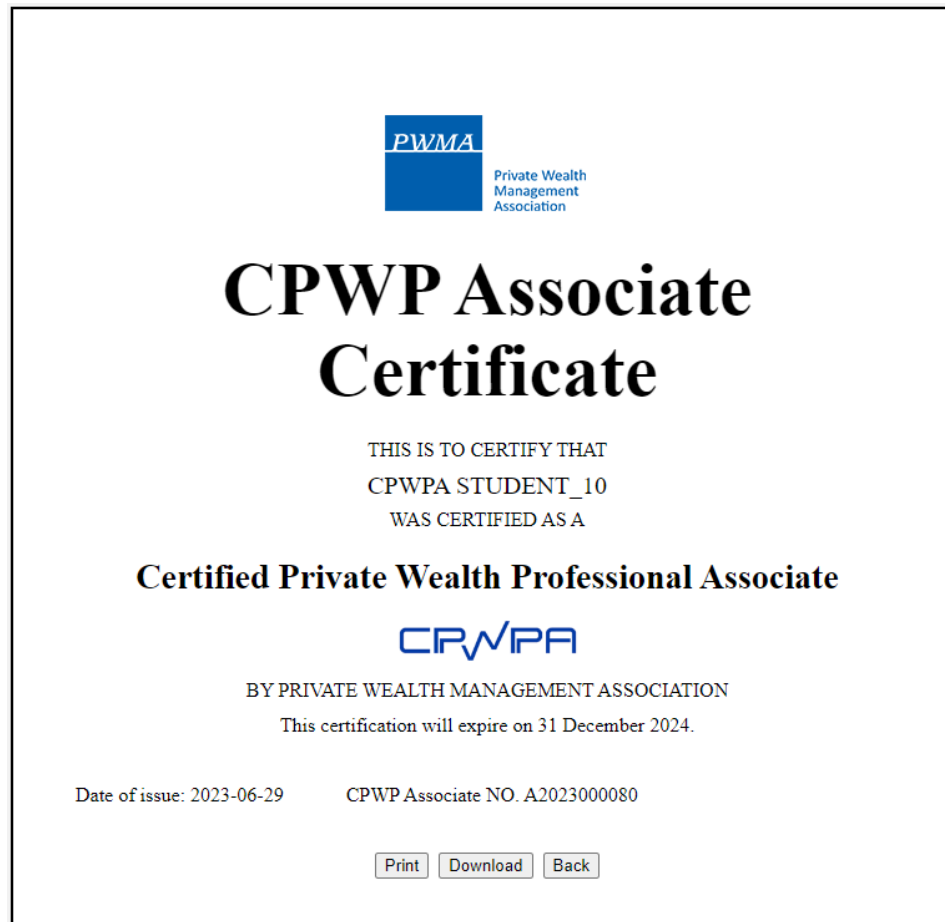 PWMA
Private Wealth
Management
Association
CPWP Associate
Certificate
THIS IS TO CERTIFY THAT
CPWPA STUDENT_10
WAS CERTIFIED AS A
Certified Private Wealth Professional Associate
CPWPA
BY PRIVATE WEALTH MANAGEMENT ASSOCIATION
This certification will expire on 31 December 2024.
Date of issue: 2023-06-29 CPWP Associate NO. A2023000080
Print Download Back